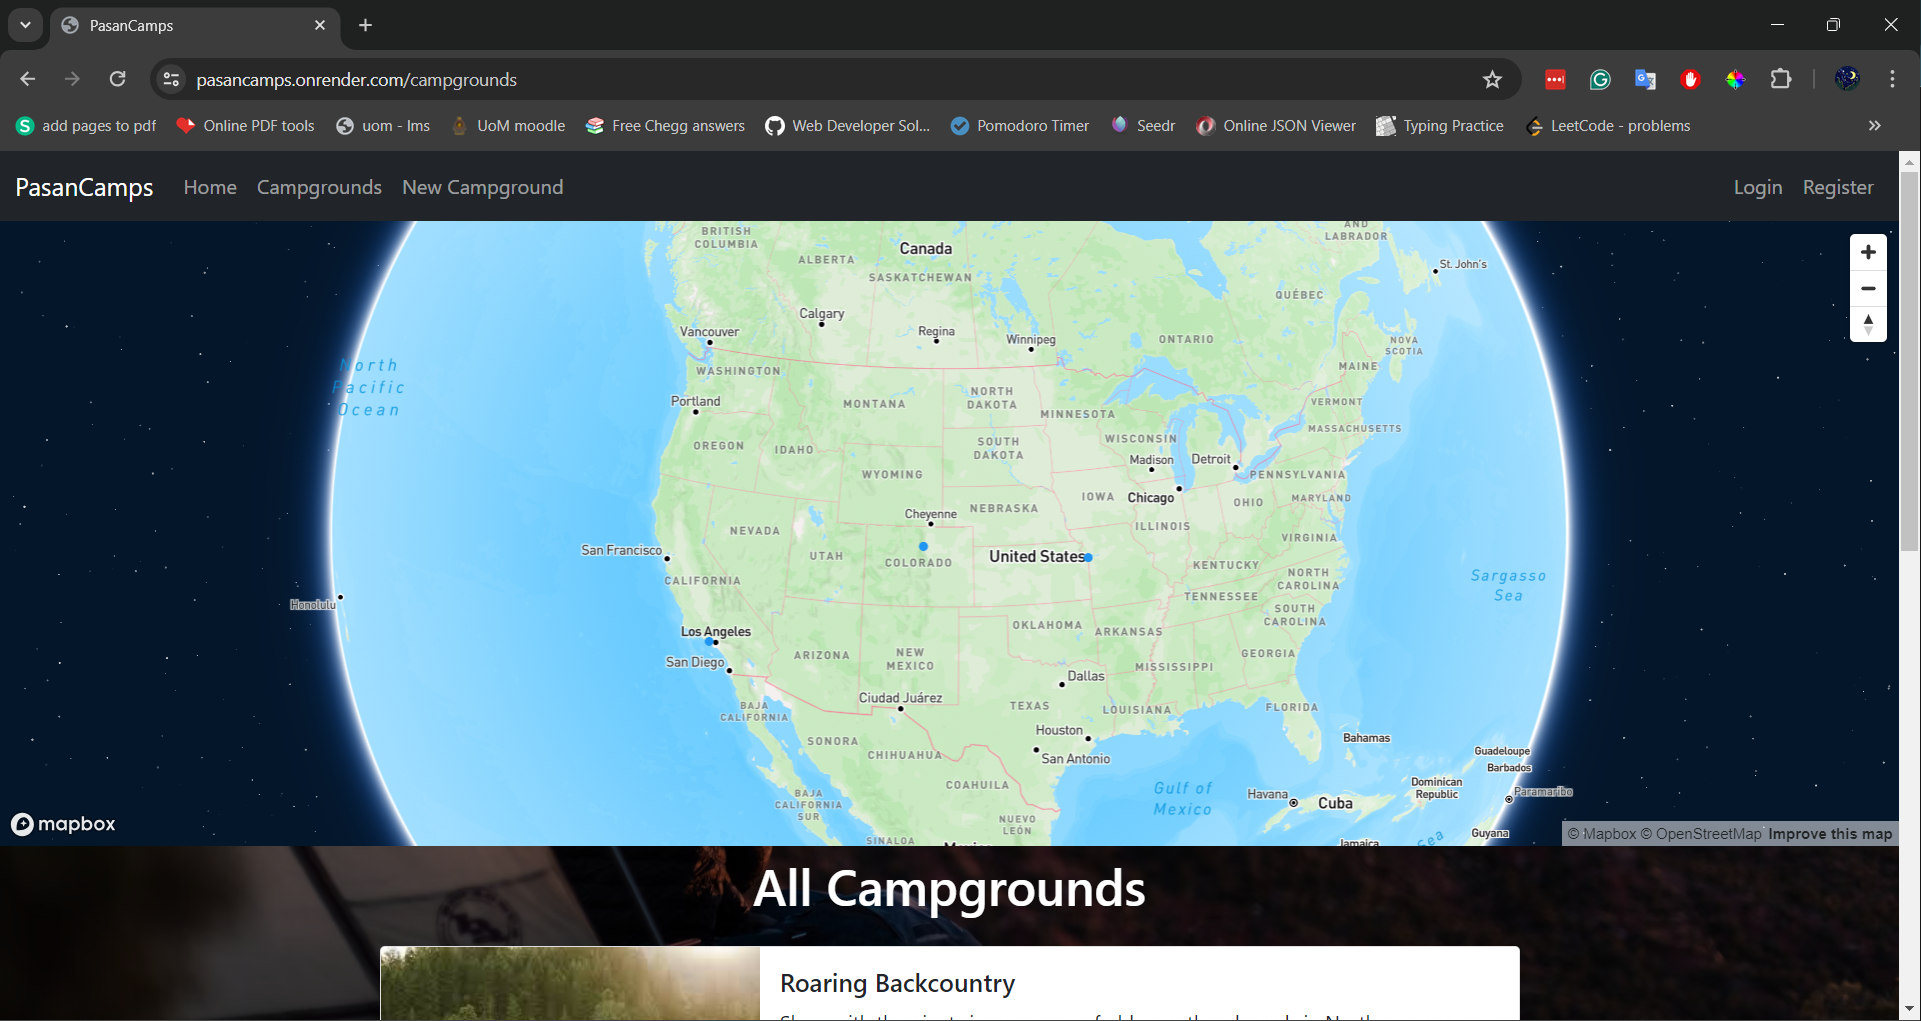 PasanCamps
pasancamps.onrender.com/campgrounds
add pages to pdf
Online PDF tools
uom - lms
UoM moodle
Free Chegg answers
Web Developer Sol...
Pomodoro Timer
Seedr
Online JSON Viewer
Typing Practice
LeetCode - problems
PasanCamps
Home
Campgrounds
New Campground
Login
Register
BRITISH
COLUMBIA
Canada
AND
LABRADOR
ALBERTA
SASKATCHEWAN
St. John's
QUÉBEC
Calgary
Vancouver
Regina
Winnipeg
ONTARIO
NOVA
SCOTIA
North
Pacific
Ocean
WASHINGTON
MAINE
Portland
MONTANA
NORTH
DAKOTA
MINNESOTA
VERMONT
MASSACHUSETTS
OREGON
IDAHO
SOUTH
DAKOTA
WISCONSIN
Madison
Detroit
WYOMING
PENNSYLVANIA
IOWA
Chicago
OHIO
MARYLAND
Cheyenne
NEBRASKA
ILLINOIS
NEVADA
VIRGINIA
San Francisco
UTAH
COLORADO
United States
KENTUCKY
CALIFORNIA
NORTH
CAROLINA
Sargasso
Sea
TENNESSEE
Honolulu
SOUTH
CAROLINA
Los Angeles
OKLAHOMA
ARKANSAS
San Diego
ARIZONA
NEW
MEXICO
MISSISSIPPI
GEORGIA
Dallas
Ciudad Juárez
BAJA
CALIFORNIA
TEXAS
LOUISIANA
FLORIDA
Houston
SONORA
CHIHUAHUA
San Antonio
Bahamas
Guadeloupe
Barbados
COAHUILA
Gulf of
Mexico
Havana
Cuba
Dominican
Republic
Paramaribo
BAJA
CALIFORNIA
SUR
NUEVO
LEÓN
SINALOA
Mexico
Jamaica
Sea
Guyana
mapbox
© Mapbox © OpenStreetMap Improve this map
All Campgrounds
Roaring Backcountry